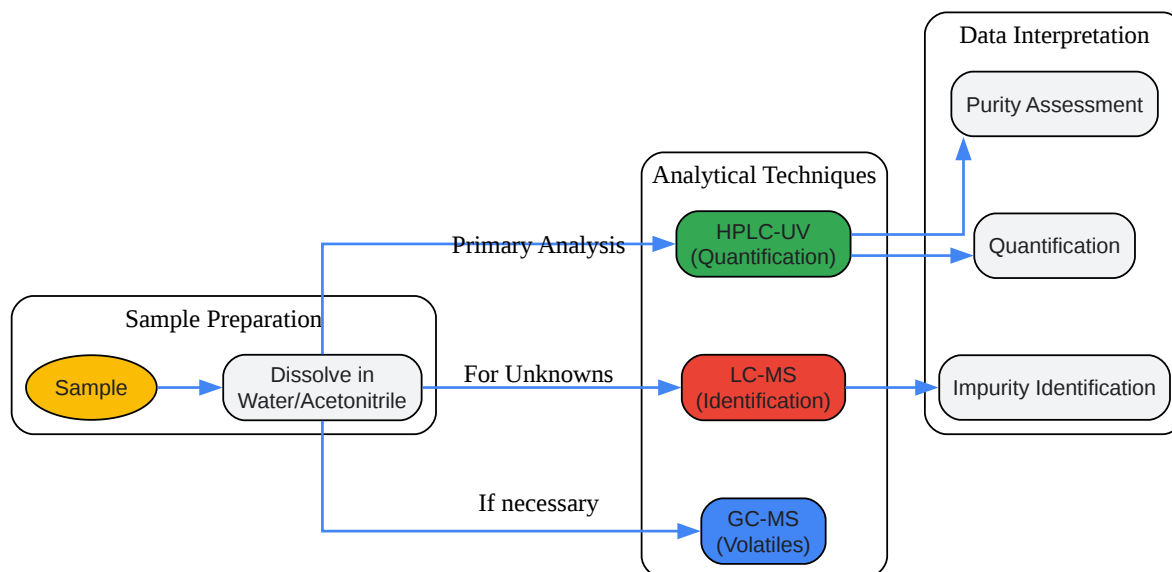 Data Interpretation
Purity Assessment
Analytical Techniques
Primary Analysis
HPLC-UV
(Quantification)
Quantification
Sample Preparation
Sample
Dissolve in
Water/Acetonitrile
For Unknowns
LC-MS
(Identification)
Impurity Identification
If necessary
GC-MS
(Volatiles)